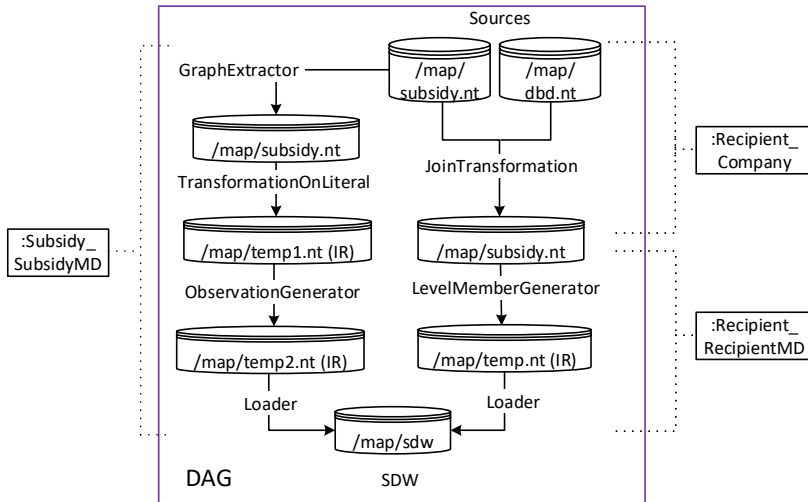 Sources
GraphExtractor
/map/
subsidy.nt
/map/
dbd.nt
/map/subsidy.nt
:Recipient_
Company
TransformationOnLiteral
JoinTransformation
:Subsidy_
SubsidyMD
/map/temp1.nt (IR)
/map/subsidy.nt
ObservationGenerator
LevelMemberGenerator
:Recipient_
RecipientMD
/map/temp2.nt (IR)
/map/temp.nt (IR)
Loader
Loader
/map/sdw
DAG
SDW